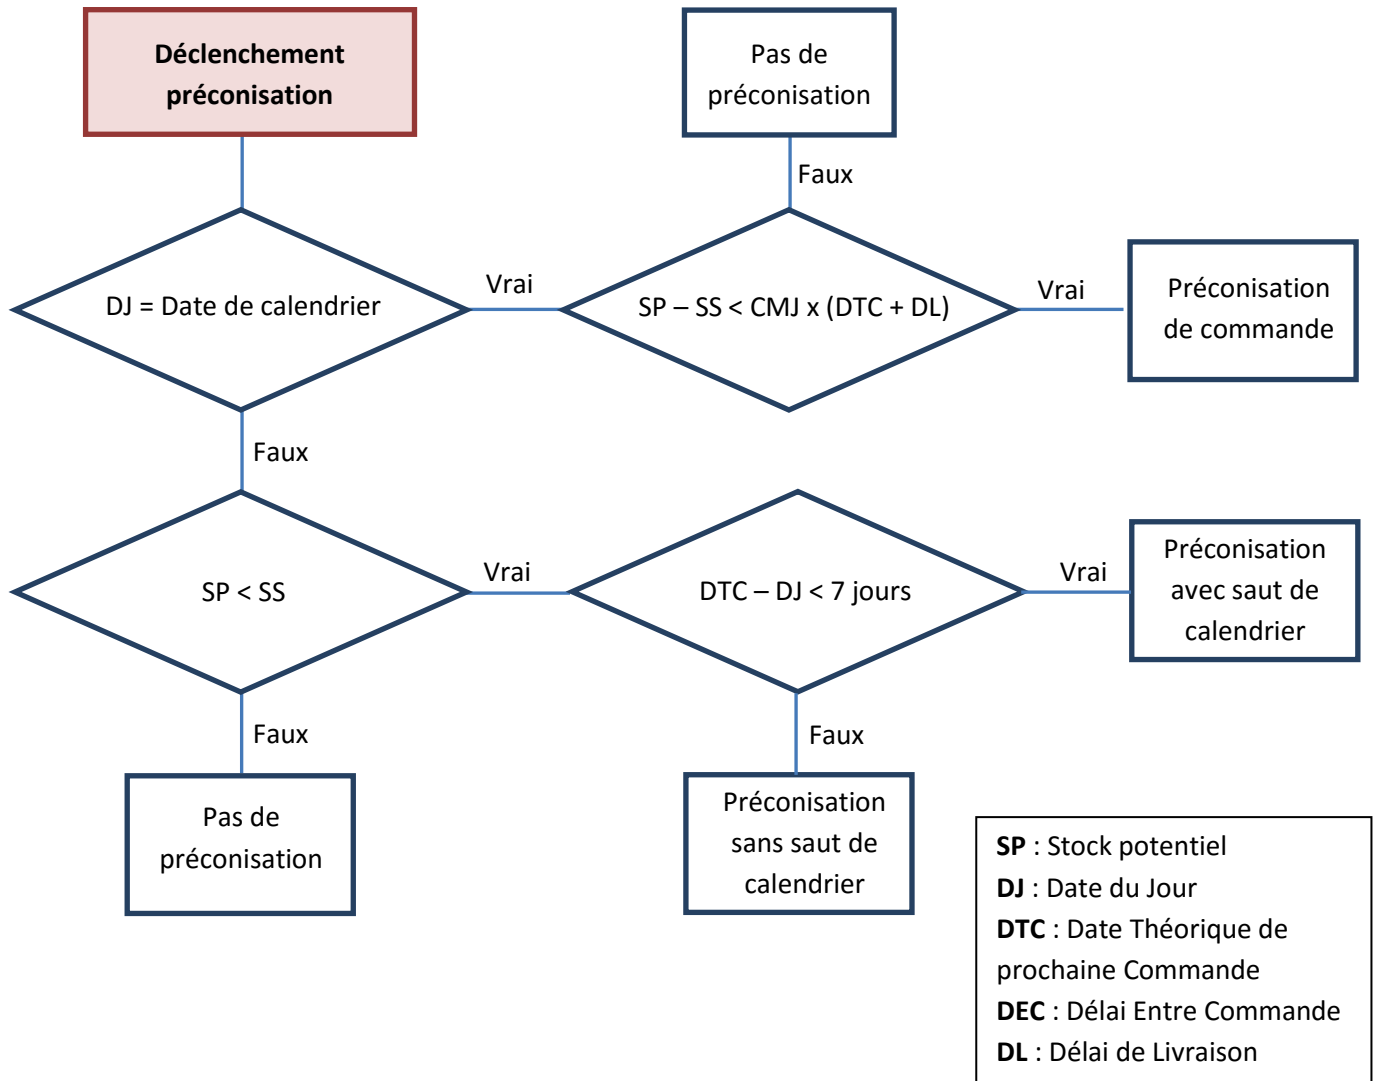 Déclenchement
préconisation
Pas de
préconisation
Faux
DJ = Date de calendrier
Vrai
SP – SS < CMJ x (DTC + DL)
Vrai
Préconisation
de commande
Faux
SP < SS
Vrai
DTC – DJ < 7 jours
Vrai
Préconisation
avec saut de
calendrier
Faux
Pas de
préconisation
Faux
Préconisation
sans saut de
calendrier
SP : Stock potentiel
DJ : Date du Jour
DTC : Date Théorique de
prochaine Commande
DEC : Délai Entre Commande
DL : Délai de Livraison